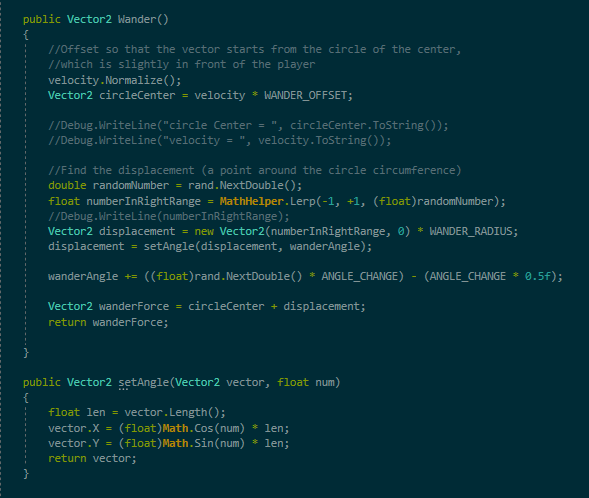 public Vector2 Wander()
{
//Offset so that the vector starts from the circle of the center,
//which is slightly in front of the player
velocity.Normalize();
Vector2 circleCenter = velocity * WANDER_OFFSET;
//Debug.WriteLine("circle Center = ", circleCenter.ToString());
//Debug.WriteLine("velocity = ", velocity.ToString());
//Find the displacement (a point around the circle circumference)
double randomNumber = rand.NextDouble();
float numberInRightRange = MathHelper.Lerp(-1, +1, (float)randomNumber);
//Debug.WriteLine(numberInRightRange);
Vector2 displacement = new Vector2(numberInRightRange, 0) * WANDER_RADIUS;
displacement = setAngle(displacement, wanderAngle);
wanderAngle += ((float)rand.NextDouble() * ANGLE_CHANGE) - (ANGLE_CHANGE * 0.5f);
Vector2 wanderForce = circleCenter + displacement;
return wanderForce;
}
public Vector2 setAngle(Vector2 vector, float num)
{
float len = vector.Length();
vector.X = (float)Math.Cos(num) * len;
vector.Y = (float)Math.Sin(num) * len;
return vector;
}